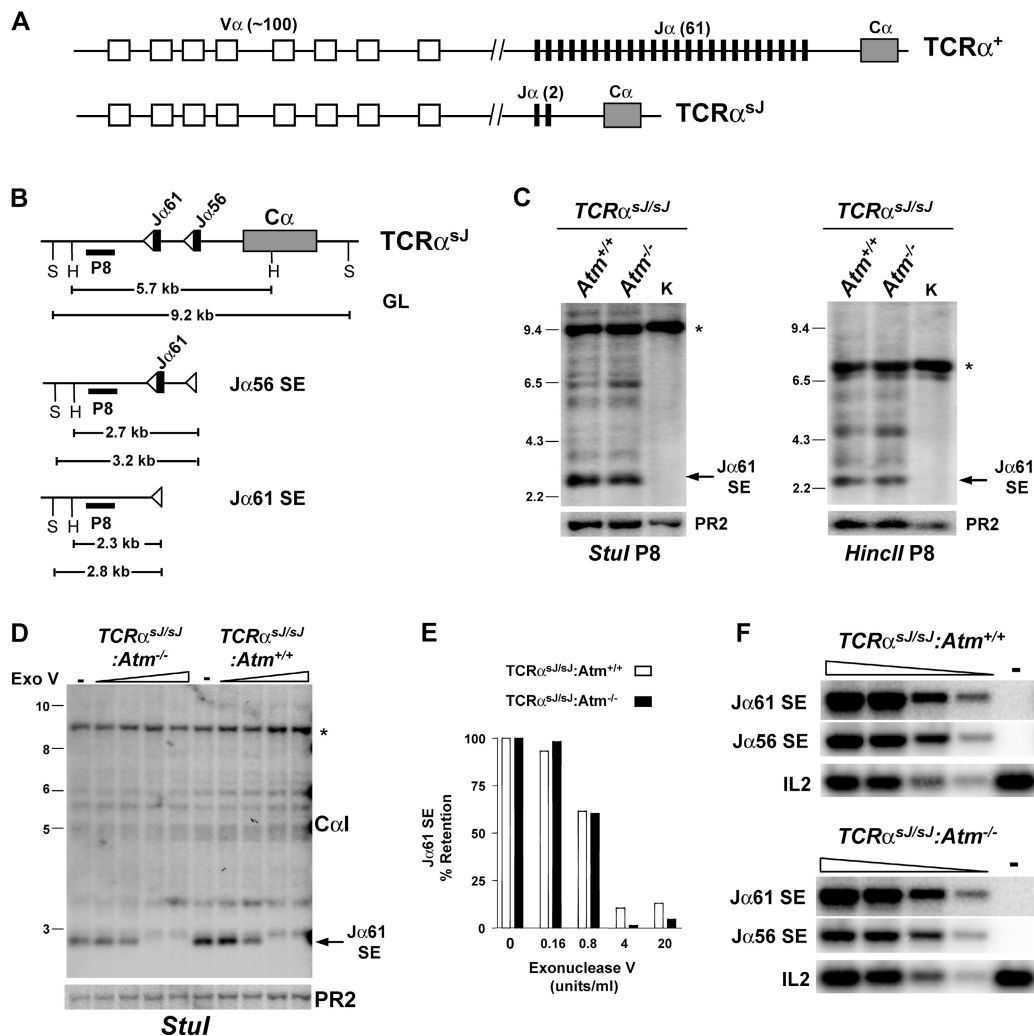 A
Vα (~100)
Jα (61)
Cα
TCRα+
//
Jα (2)
Cα
TCRαsJ
//
B
Jα61
Jα56
Cα
TCRαsJ
S H P8 H S
5.7 kb
GL
9.2 kb
Jα61
Jα56 SE
S H P8
2.7 kb
3.2 kb
Jα61 SE
S H P8
2.3 kb
2.8 kb
C
TCRαsJ/sJ
Atm+/+ Atm-/- K
9.4
*
6.5
4.3
Jα61
SE
2.2
PR2
StuI P8
TCRαsJ/sJ
Atm+/+ Atm-/- K
9.4
*
6.5
4.3
Jα61
SE
2.2
PR2
HincII P8
D
TCRαsJ/sJ
:Atm-/-
TCRαsJ/sJ
:Atm+/+
Exo V - -
10
*
8
6
CαI
5
3
Jα61
SE
PR2
StuI
E
TCRαsJ/sJ:Atm+/+
TCRαsJ/sJ:Atm-/-
Jα61 SE
% Retention
100
75
50
25
0
0 0.16 0.8 4 20
Exonuclease V
(units/ml)
F
TCRαsJ/sJ:Atm+/+
-
Jα61 SE
Jα56 SE
IL2
TCRαsJ/sJ:Atm-/-
-
Jα61 SE
Jα56 SE
IL2